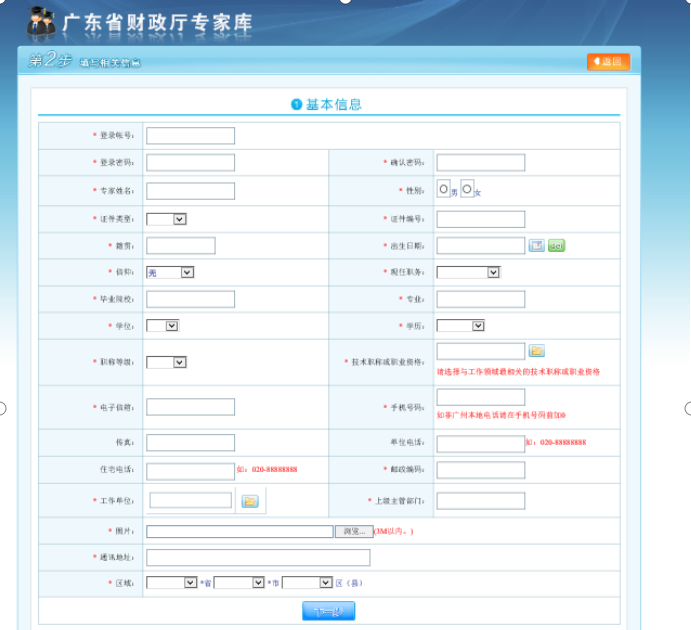 广东省财政厅专家库
第2步 填写相关信息
返回
1 基本信息
* 登录帐号:
* 登录密码: * 确认密码:
* 专家姓名: * 性别: 男 女
* 证件类型: * 证件编号:
* 籍贯: * 出生日期: del
* 信仰: 无 * 现任职务:
* 毕业院校: * 专业:
* 学位: * 学历:
* 职称等级: * 技术职称或职业资格:
请选择与工作领域最相关的技术职称或职业资格
* 电子信箱: * 手机号码:
如非广州本地电话请在手机号码前加0
传真: 单位电话: 如: 020-88888888
住宅电话: 如: 020-88888888 * 邮政编码:
* 工作单位: * 上级主管部门:
* 照片: 浏览... (3M以内。)
* 通讯地址:
* 区域: *省 *市 区（县）
下一步